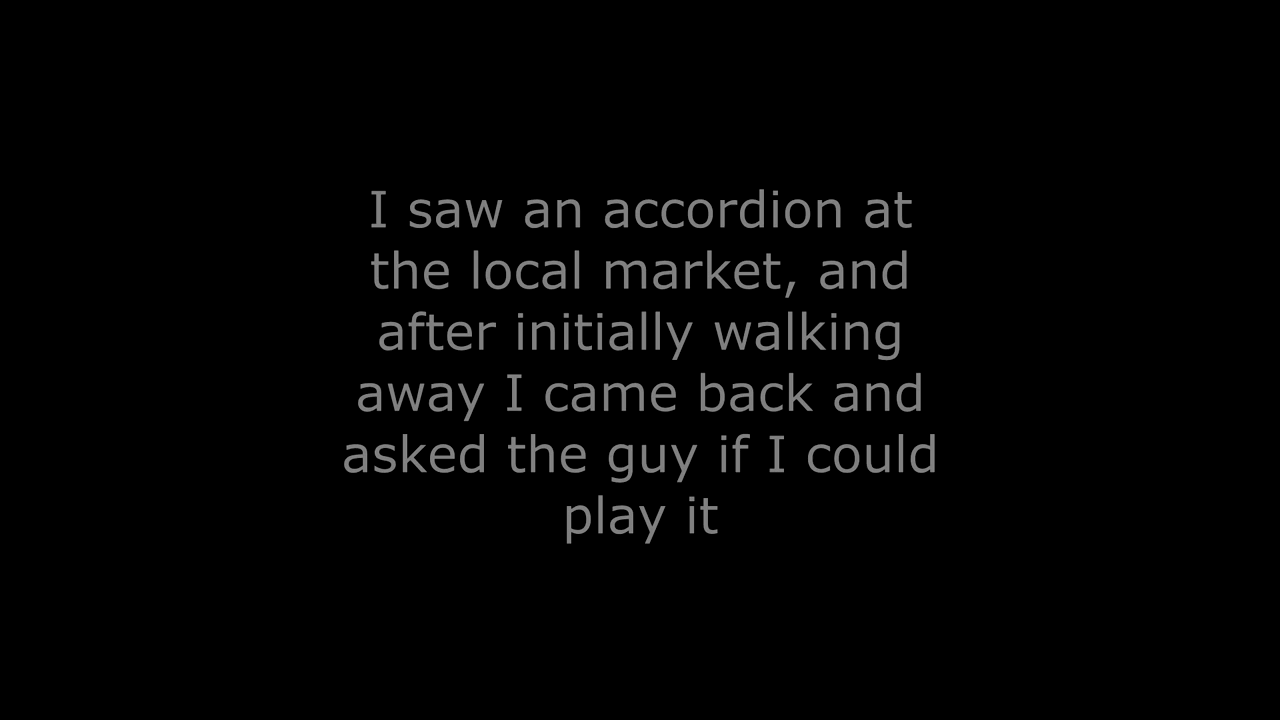 I saw an accordion at
the local market, and
after initially walking
away I came back and
asked the guy if I could
play it